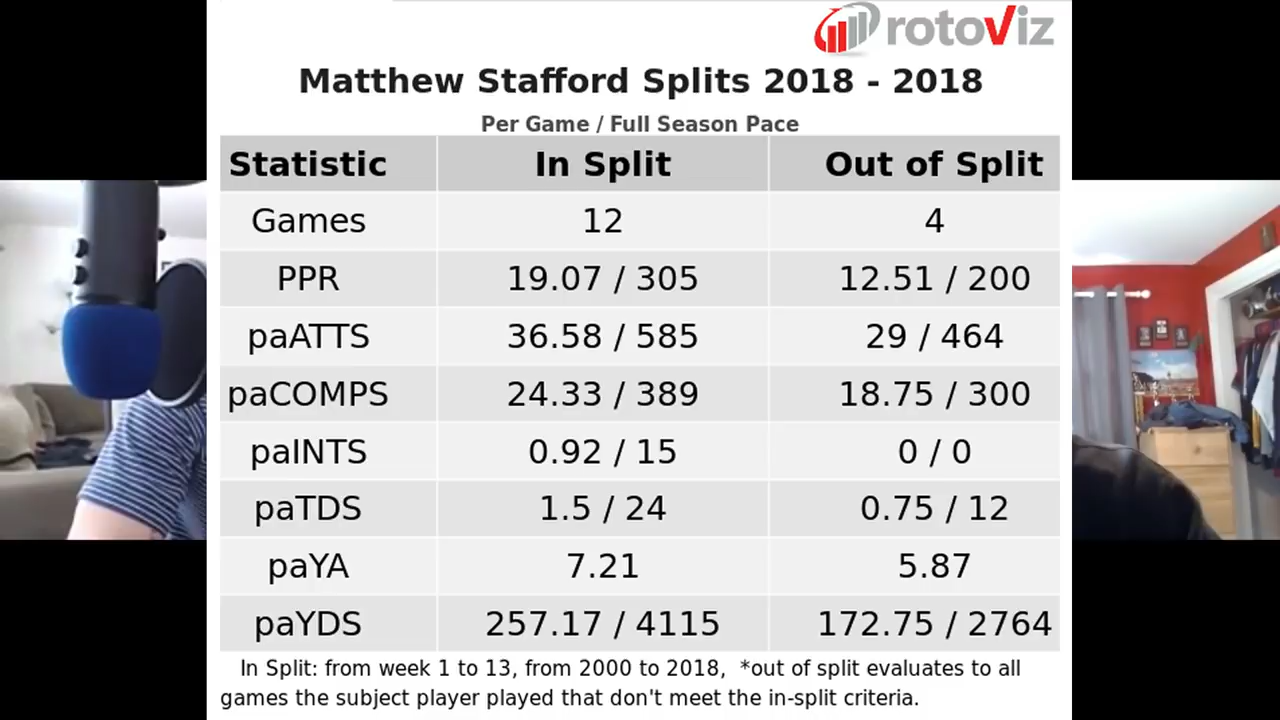 rotoViz
Matthew Stafford Splits 2018 - 2018
Per Game / Full Season Pace
Statistic In Split Out of Split
Games 12 4
PPR 19.07 / 305 12.51 / 200
paATTS 36.58 / 585 29 / 464
paCOMPS 24.33 / 389 18.75 / 300
paINTS 0.92 / 15 0 / 0
paTDS 1.5 / 24 0.75 / 12
paYA 7.21 5.87
paYDS 257.17 / 4115 172.75 / 2764
In Split: from week 1 to 13, from 2000 to 2018, *out of split evaluates to all
games the subject player played that don't meet the in-split criteria.